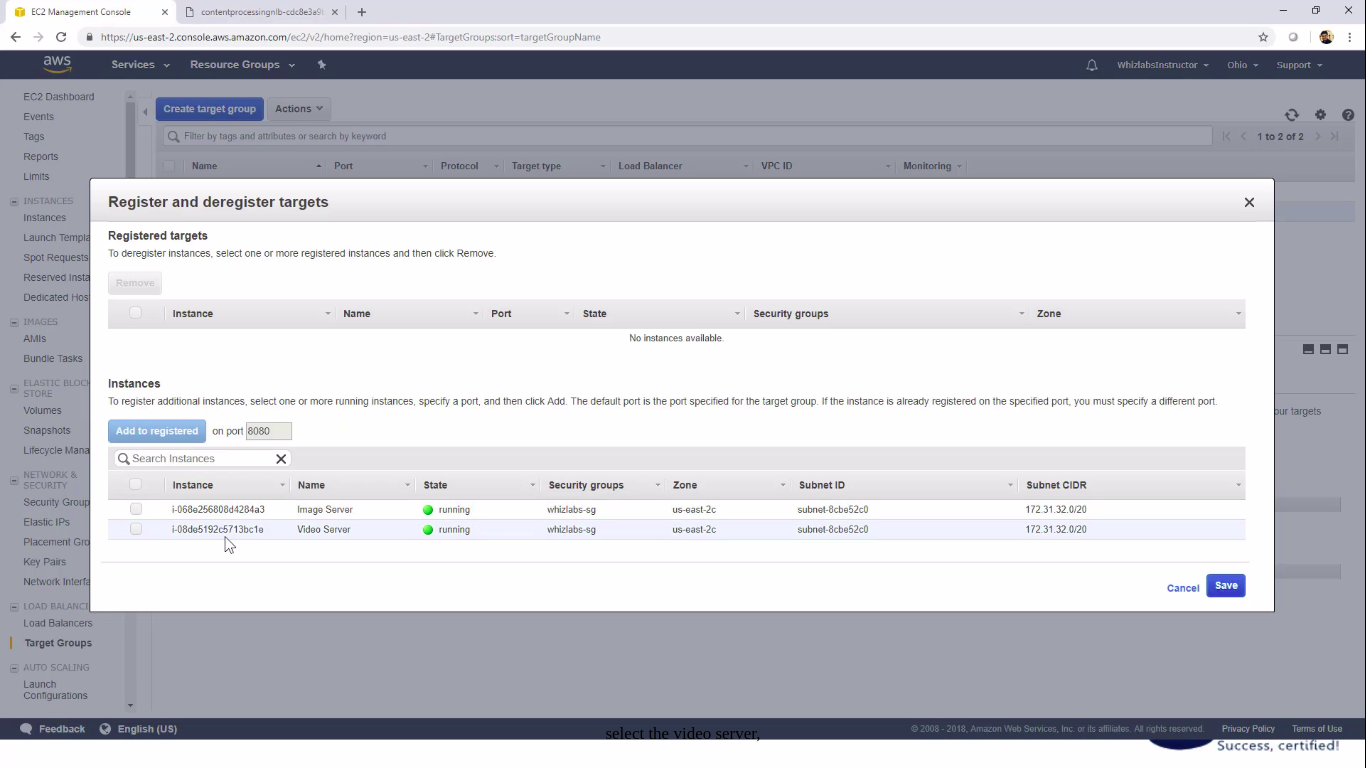 EC2 Management Console
contentprocessingnlb-cdc8e3a9
https://us-east-2.console.aws.amazon.com/ec2/v2/home?region=us-east-2#TargetGroups:sort=targetGroupName
aws Services Resource Groups WhizlabsInstructor Ohio Support
EC2 Dashboard
Events
Tags
Reports
Limits
INSTANCES
Instances
Launch Templa
Spot Requests
Reserved Insta
Dedicated Hos
IMAGES
AMIs
Bundle Tasks
ELASTIC BLOCK
STORE
Volumes
Snapshots
Lifecycle Mana
NETWORK &
SECURITY
Security Group
Elastic IPs
Placement Gro
Key Pairs
Network Interfa
LOAD BALANCI
Load Balancers
Target Groups
AUTO SCALING
Launch
Configurations
Create target group Actions
Filter by tags and attributes or search by keyword 1 to 2 of 2
Name Port Protocol Target type Load Balancer VPC ID Monitoring
Register and deregister targets
Registered targets
To deregister instances, select one or more registered instances and then click Remove.
Remove
Instance Name Port State Security groups Zone
No instances available.
Instances
To register additional instances, select one or more running instances, specify a port, and then click Add. The default port is the port specified for the target group. If the instance is already registered on the specified port, you must specify a different port.
our targets
Add to registered on port 8080
Search Instances
Instance Name State Security groups Zone Subnet ID Subnet CIDR
i-068e256808d4284a3 Image Server running whizlabs-sg us-east-2c subnet-8cbe52c0 172.31.32.0/20
i-08de5192c5713bc1e Video Server running whizlabs-sg us-east-2c subnet-8cbe52c0 172.31.32.0/20
Cancel Save
Feedback English (US) © 2008 - 2018, Amazon Web Services, Inc. or its affiliates. All rights reserved. Privacy Policy Terms of Use
select the video server,
Success, certified!